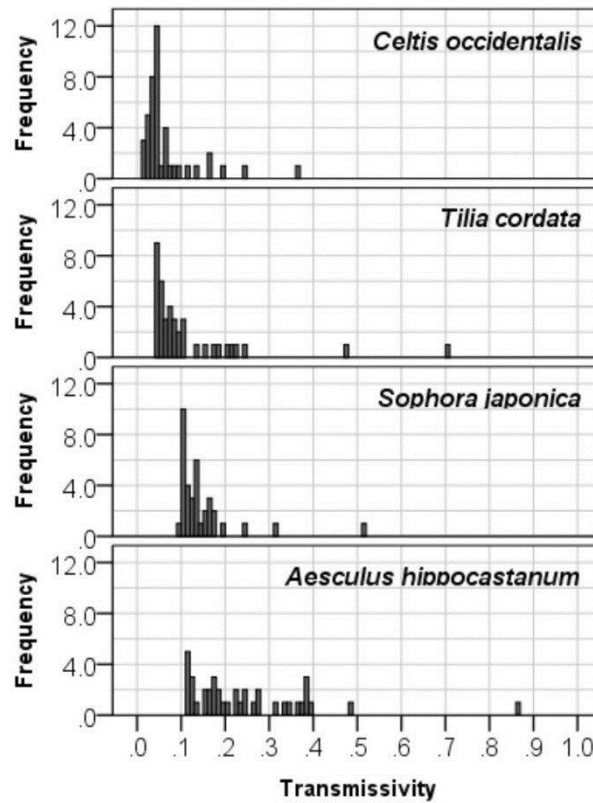 Frequency
12.0
8.0
4.0
.0
Celtis occidentalis
Frequency
12.0
8.0
4.0
.0
Tilia cordata
Frequency
12.0
8.0
4.0
.0
Sophora japonica
Frequency
12.0
8.0
4.0
.0
Aesculus hippocastanum
.0 .1 .2 .3 .4 .5 .6 .7 .8 .9 1.0
Transmissivity